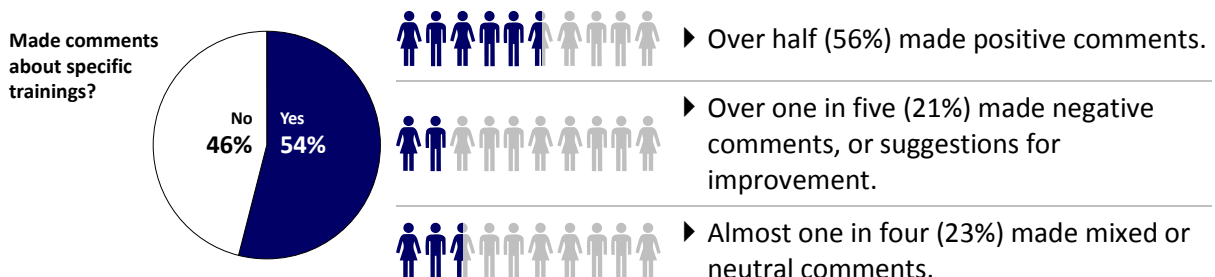 Made comments
about specific
trainings?
No
46%
Yes
54%
Over half (56%) made positive comments.
Over one in five (21%) made negative
comments, or suggestions for
improvement.
Almost one in four (23%) made mixed or
neutral comments.